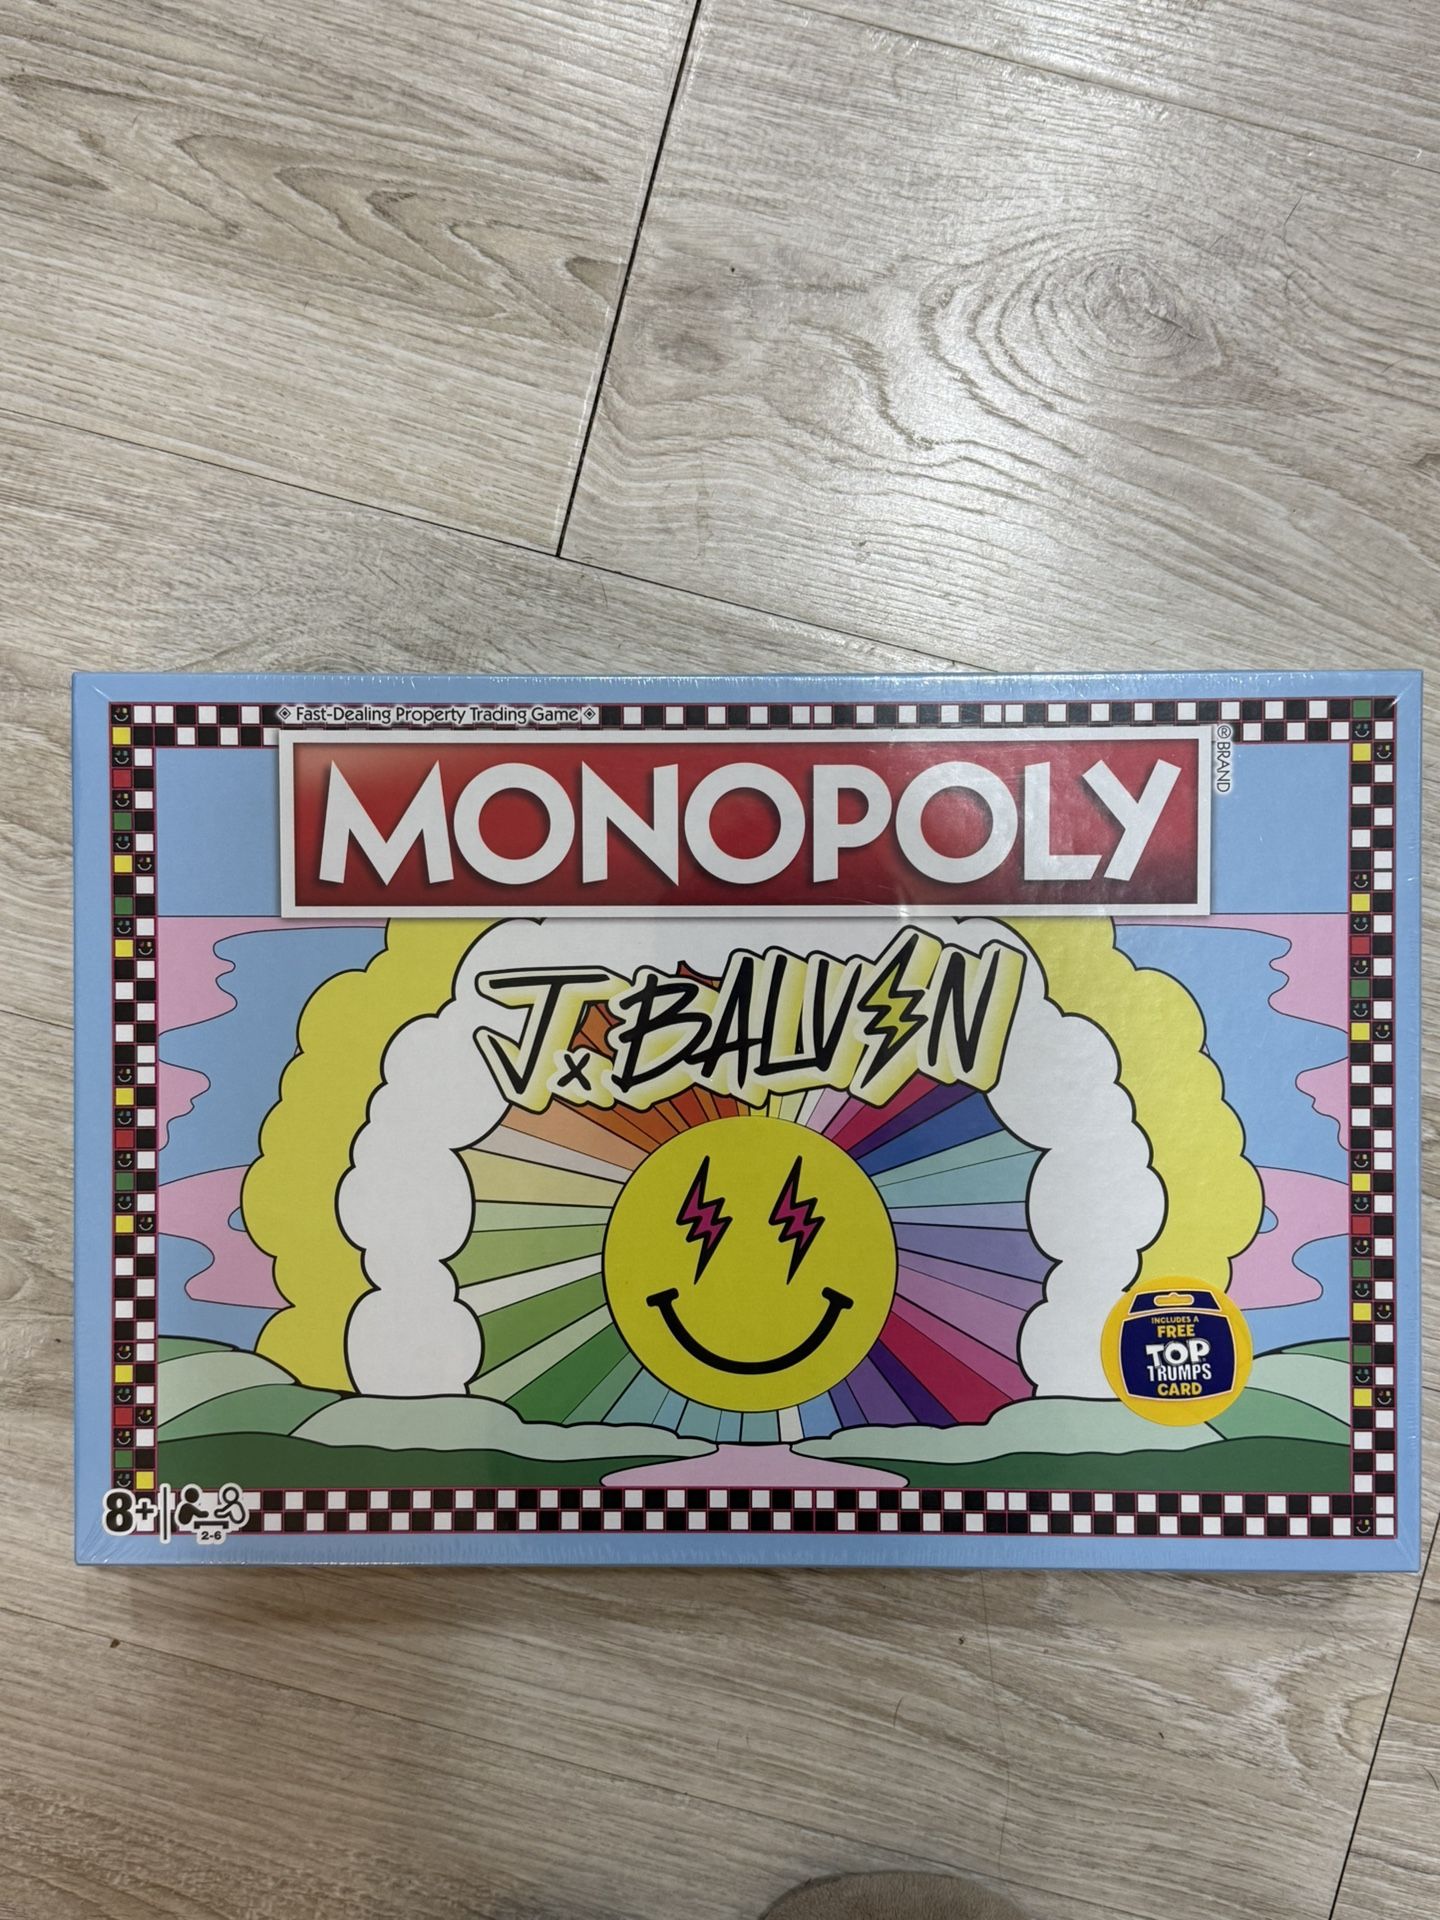 Fast-Dealing Property Trading Game
MONOPOLY
® BRAND
J. BALVIN
INCLUDES A
FREE
TOP
TRUMPS
CARD
8+
2-6